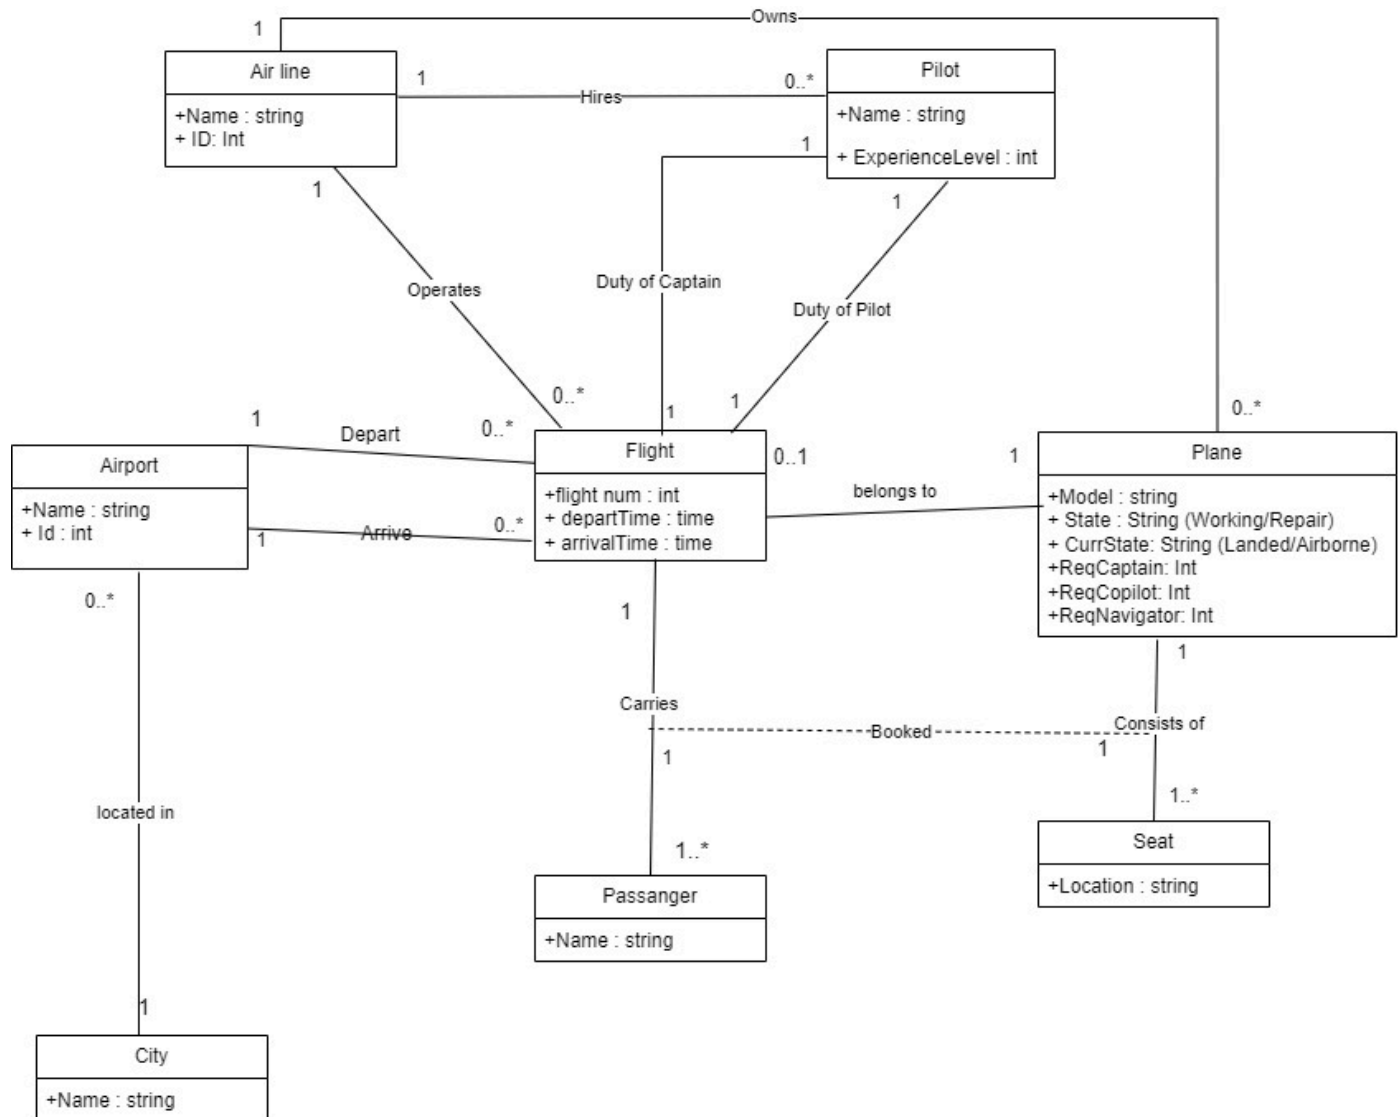 Owns
1
Air line
+Name : string
+ ID: Int
1
Hires
0..*
Pilot
+Name : string
+ ExperienceLevel : int
1
1
1
Operates
Duty of Captain
Duty of Pilot
0..*
1
1
0..*
1
Depart
0..*
Airport
+Name : string
+ Id : int
1
Arrive
0..*
Flight
+flight num : int
+ departTime : time
+ arrivalTime : time
0..1
belongs to
1
Plane
+Model : string
+ State : String (Working/Repair)
+ CurrState: String (Landed/Airborne)
+ReqCaptain: Int
+ReqCopilot: Int
+ReqNavigator: Int
0..*
1
1
Carries
Booked
Consists of
1
1
located in
1..*
1..*
Seat
+Location : string
Passanger
+Name : string
1
City
+Name : string